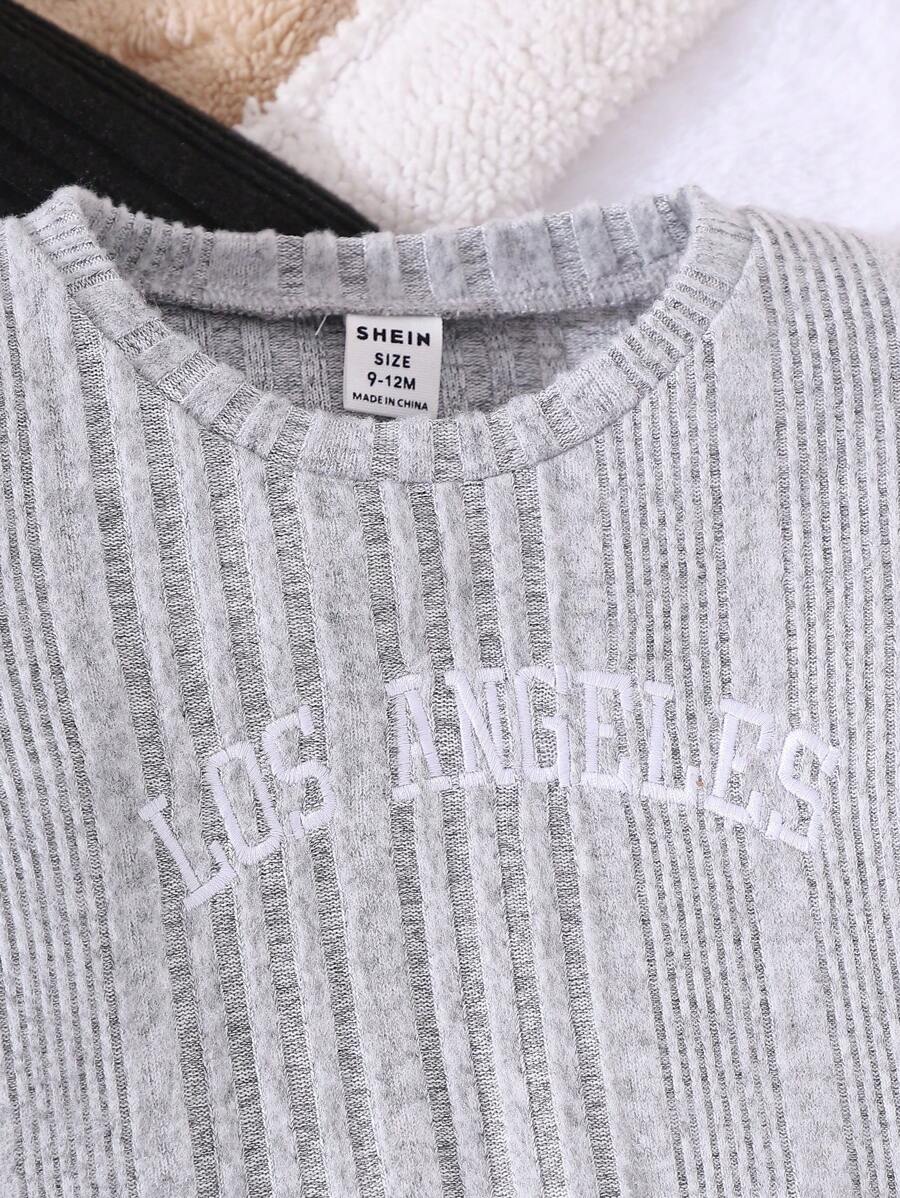 SHEIN
SIZE
9-12M
MADE IN CHINA
LOS ANGELES